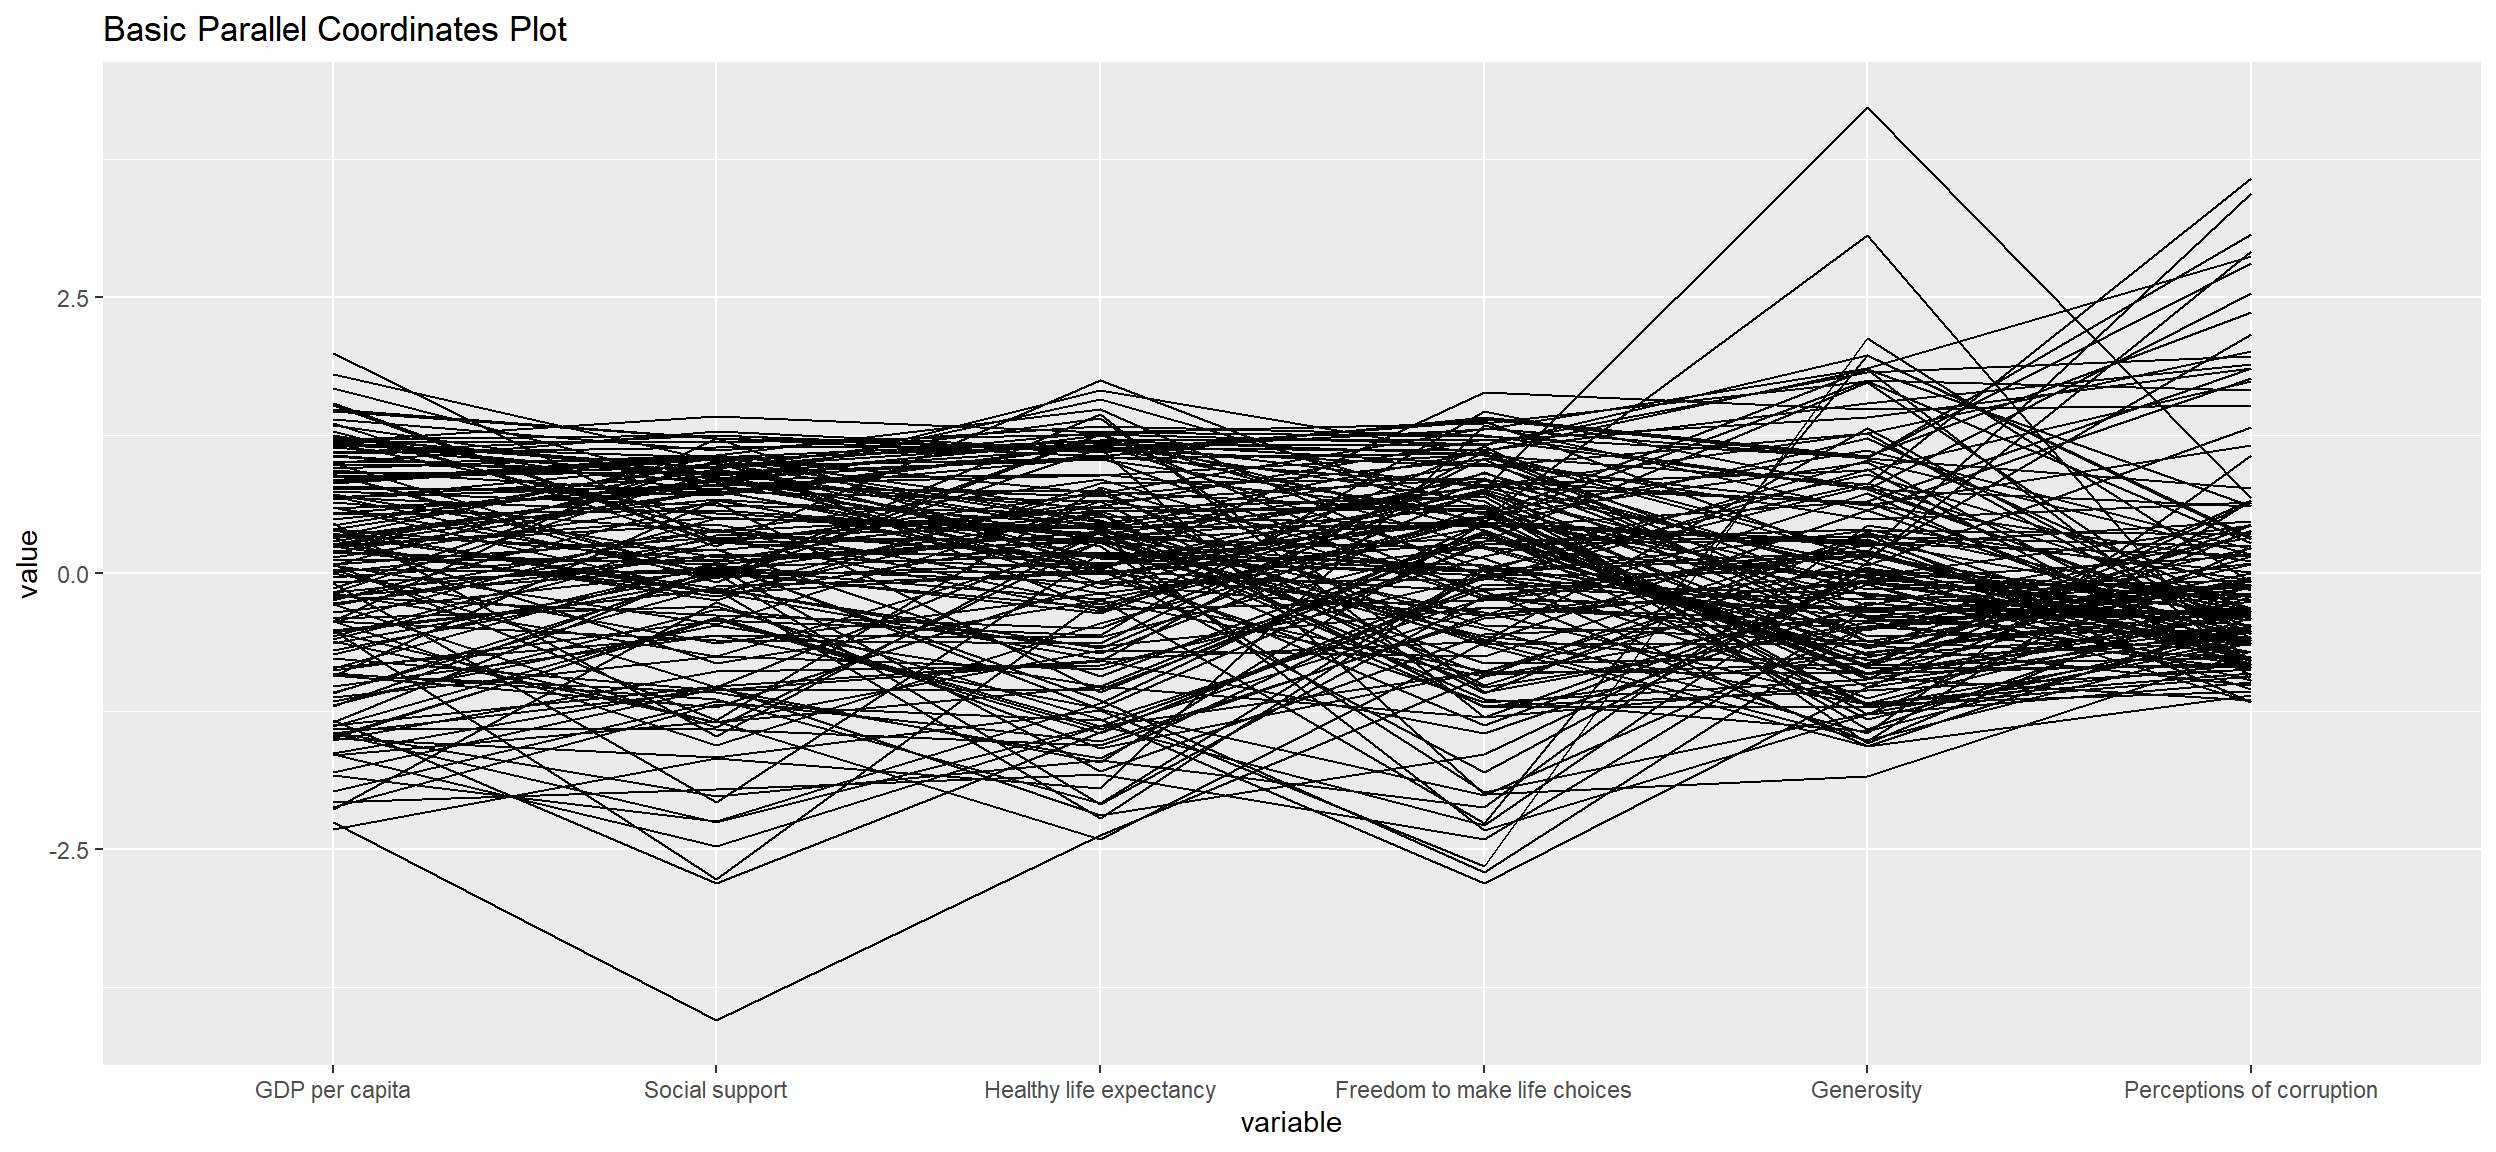 Basic Parallel Coordinates Plot
value
2.5
0.0
-2.5
GDP per capita
Social support
Healthy life expectancy
Freedom to make life choices
Generosity
Perceptions of corruption
variable